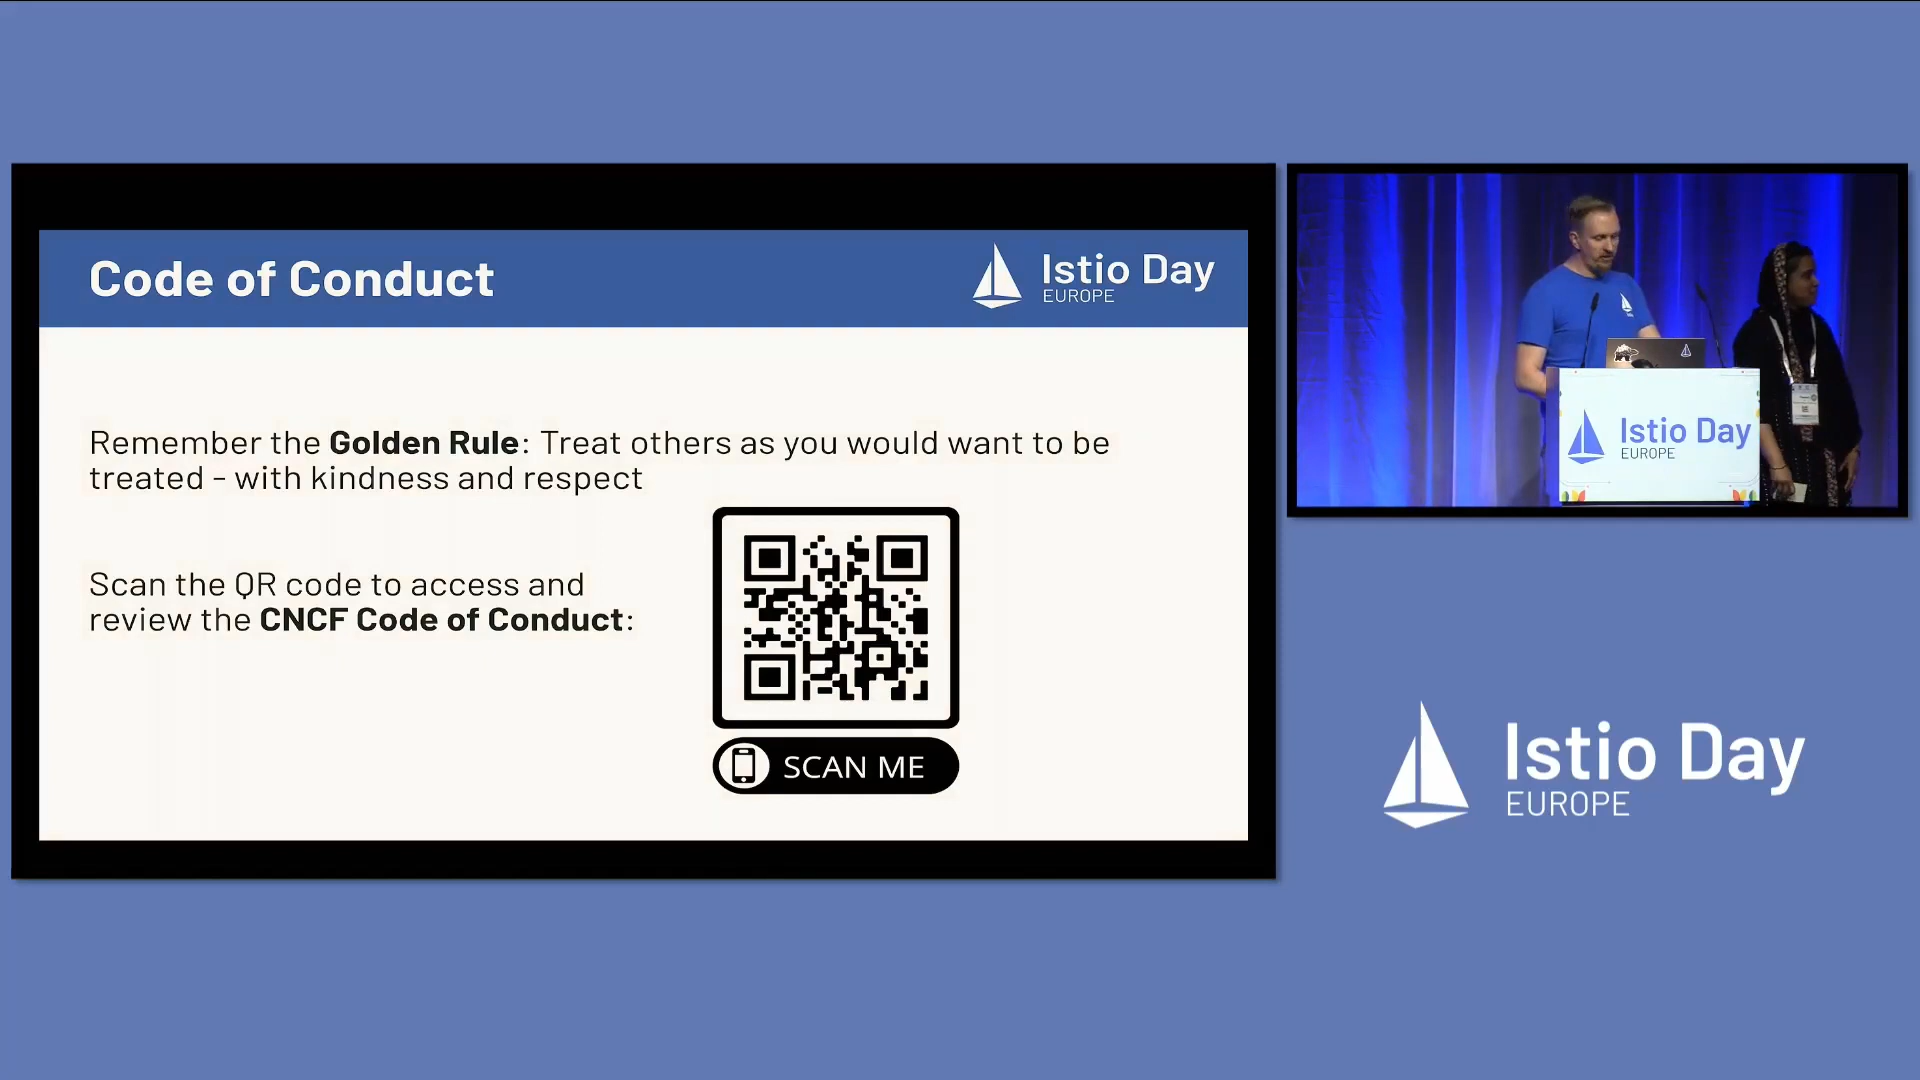 Code of Conduct
Istio Day
EUROPE
Remember the Golden Rule: Treat others as you would want to be
treated - with kindness and respect
Scan the QR code to access and
review the CNCF Code of Conduct:
SCAN ME
Istio Day
EUROPE
Istio Day
EUROPE